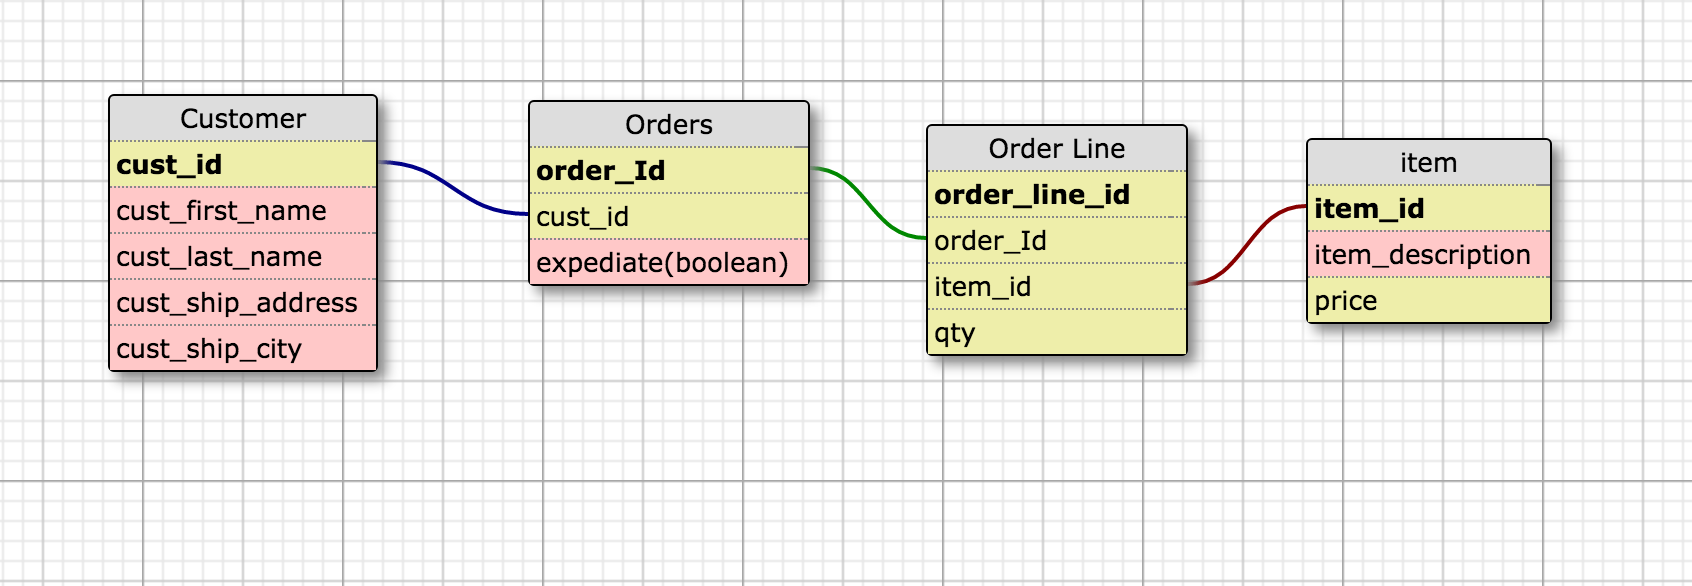 Customer
cust_id
cust_first_name
cust_last_name
cust_ship_address
cust_ship_city
Orders
order_Id
cust_id
expediate(boolean)
Order Line
order_line_id
order_Id
item_id
qty
item
item_id
item_description
price